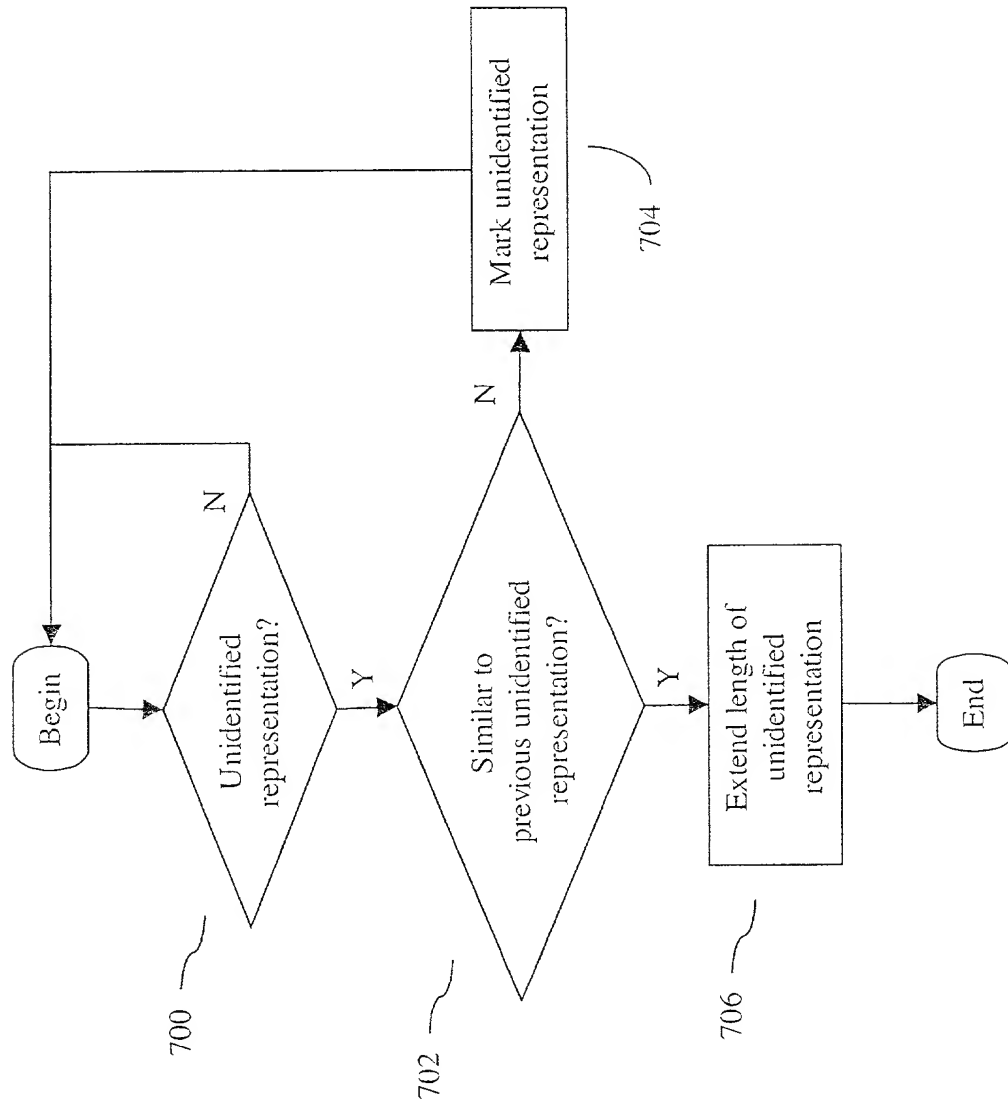 Begin
Unidentified
representation?
N
Y
700
Similar to
previous unidentified
representation?
N
Y
702
Mark unidentified
representation
704
Extend length of
unidentified
representation
706
End